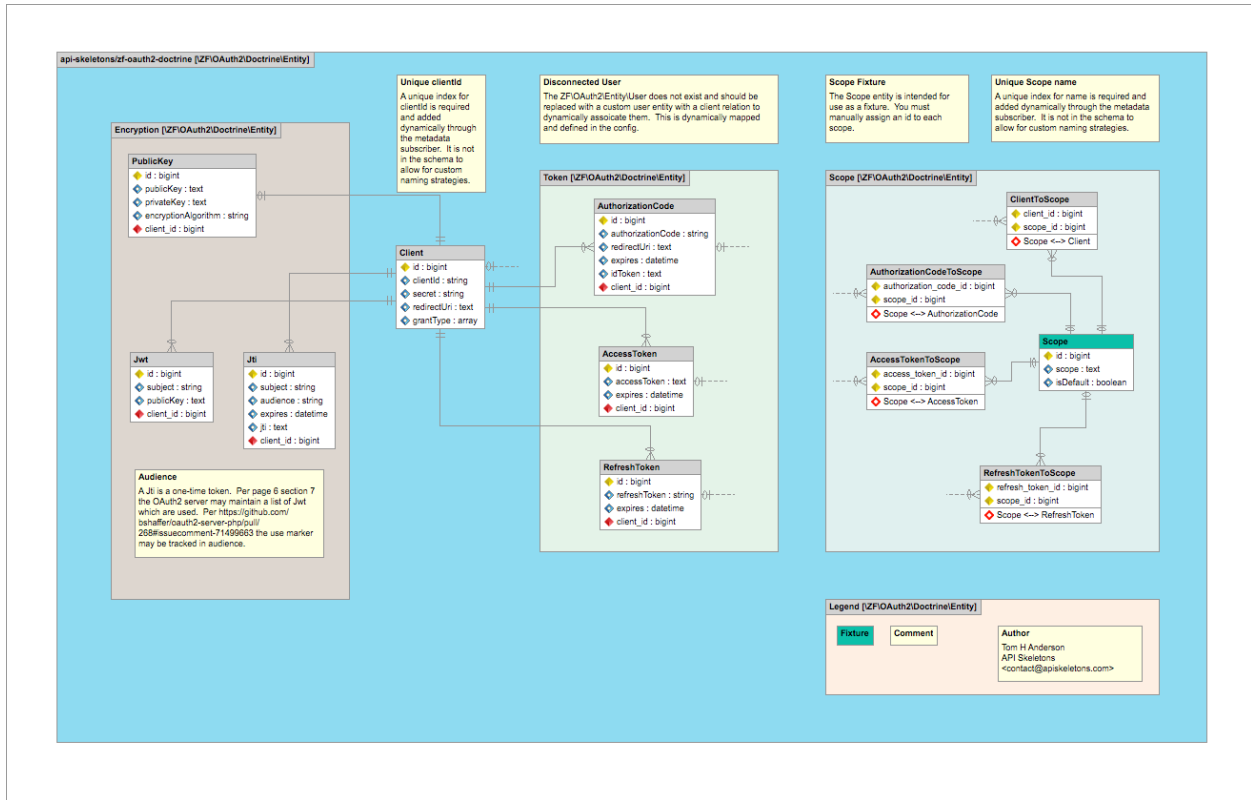 api-skeletons/zf-oauth2-doctrine [\ZF\OAuth2\Doctrine\Entity]
Unique clientId
A unique index for
clientId is required
and added
dynamically through
the metadata
subscriber.  It is not
in the schema to
allow for custom
naming strategies.
Disconnected User
The ZF\OAuth2\Entity\User does not exist and should be
replaced with a custom user entity with a client relation to
dynamically assoicate them.  This is dynamically mapped
and defined in the config.
Scope Fixture
The Scope entity is intended for
use as a fixture.  You must
manually assign an id to each
scope.
Unique Scope name
A unique index for name is required and
added dynamically through the metadata
subscriber.  It is not in the schema to
allow for custom naming strategies.
Encryption [\ZF\OAuth2\Doctrine\Entity]
PublicKey
id : bigint
publicKey : text
privateKey : text
encryptionAlgorithm : string
client_id : bigint
Client
id : bigint
clientId : string
secret : string
redirectUri : text
grantType : array
Jwt
id : bigint
subject : string
publicKey : text
client_id : bigint
Jti
id : bigint
subject : string
audience : string
expires : datetime
jti : text
client_id : bigint
Audience
A Jti is a one-time token.  Per page 6 section 7
the OAuth2 server may maintain a list of Jwt
which are used.  Per https://github.com/
bshaffer/oauth2-server-php/pull/
268#issuecomment-71499663 the use marker
may be tracked in audience.
Token [\ZF\OAuth2\Doctrine\Entity]
AuthorizationCode
id : bigint
authorizationCode : string
redirectUri : text
expires : datetime
idToken : text
client_id : bigint
AccessToken
id : bigint
accessToken : text
expires : datetime
client_id : bigint
RefreshToken
id : bigint
refreshToken : string
expires : datetime
client_id : bigint
Scope [\ZF\OAuth2\Doctrine\Entity]
ClientToScope
client_id : bigint
scope_id : bigint
Scope <--> Client
AuthorizationCodeToScope
authorization_code_id : bigint
scope_id : bigint
Scope <--> AuthorizationCode
Scope
id : bigint
scope : text
isDefault : boolean
AccessTokenToScope
access_token_id : bigint
scope_id : bigint
Scope <--> AccessToken
RefreshTokenToScope
refresh_token_id : bigint
scope_id : bigint
Scope <--> RefreshToken
Legend [\ZF\OAuth2\Doctrine\Entity]
Fixture
Comment
Author
Tom H Anderson
API Skeletons
<contact@apiskeletons.com>